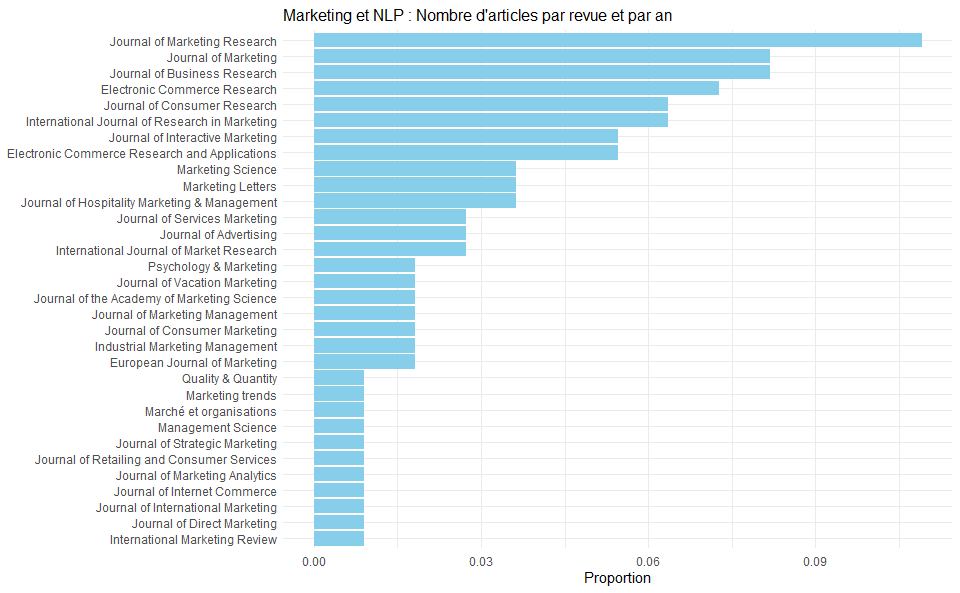 Marketing et NLP : Nombre d'articles par revue et par an
Journal of Marketing Research
Journal of Marketing
Journal of Business Research
Electronic Commerce Research
Journal of Consumer Research
International Journal of Research in Marketing
Journal of Interactive Marketing
Electronic Commerce Research and Applications
Marketing Science
Marketing Letters
Journal of Hospitality Marketing & Management
Journal of Services Marketing
Journal of Advertising
International Journal of Market Research
Psychology & Marketing
Journal of Vacation Marketing
Journal of the Academy of Marketing Science
Journal of Marketing Management
Journal of Consumer Marketing
Industrial Marketing Management
European Journal of Marketing
Quality & Quantity
Marketing trends
Marché et organisations
Management Science
Journal of Strategic Marketing
Journal of Retailing and Consumer Services
Journal of Marketing Analytics
Journal of Internet Commerce
Journal of International Marketing
Journal of Direct Marketing
International Marketing Review
0.00 0.03 0.06 0.09
Proportion